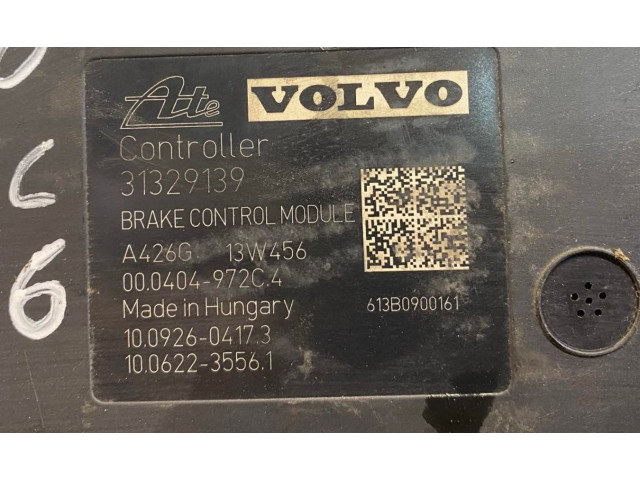 Ate VOLVO
Controller
31329139
BRAKE CONTROL MODULE
A426G 13W456
00.0404-972C.4
Made in Hungary 613B0900161
10.0926-0417.3
10.0622-3556.1
C
6